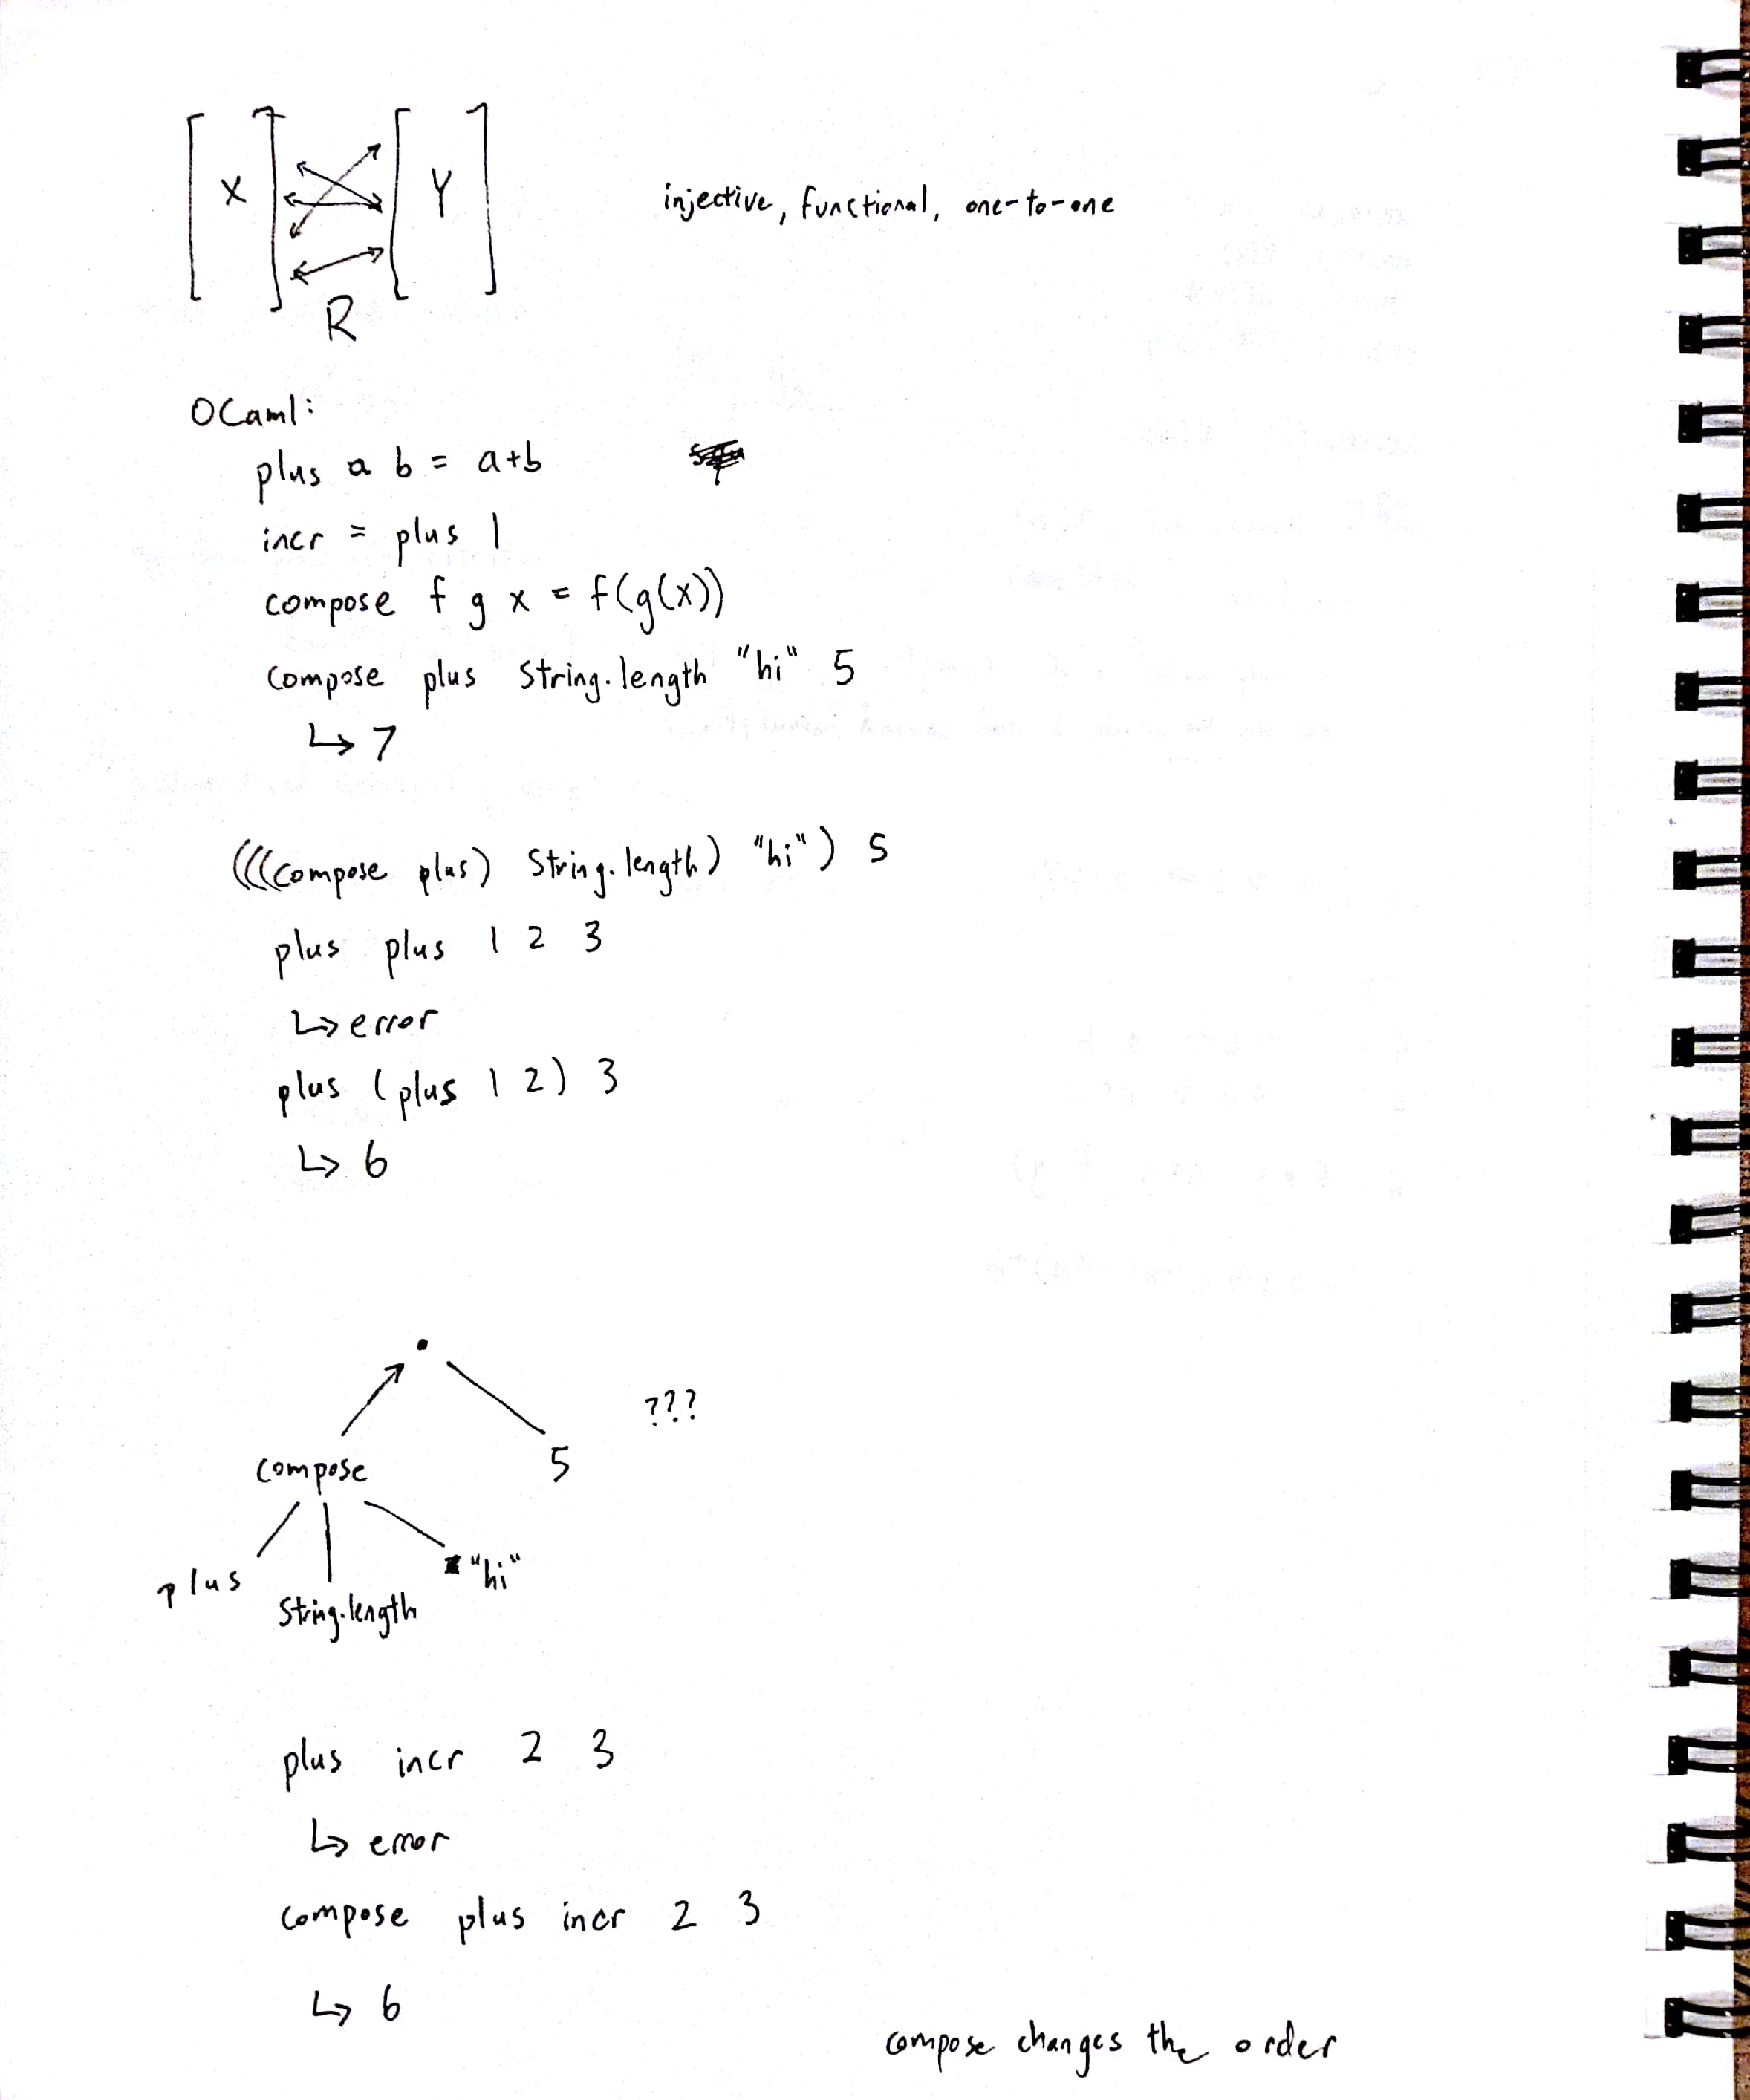 X Y
injective, functional, one-to-one
R
OCaml:
plus a b = a+b
incr = plus 1
compose f g x = f(g(x))
compose plus String.length "hi" 5
↳ 7
(((compose plus) String.length) "hi") 5
plus plus 1 2 3
↳ error
plus (plus 1 2) 3
↳ 6
???
compose 5
plus String.length "hi"
plus incr 2 3
↳ error
compose plus incr 2 3
↳ 6
compose changes the order